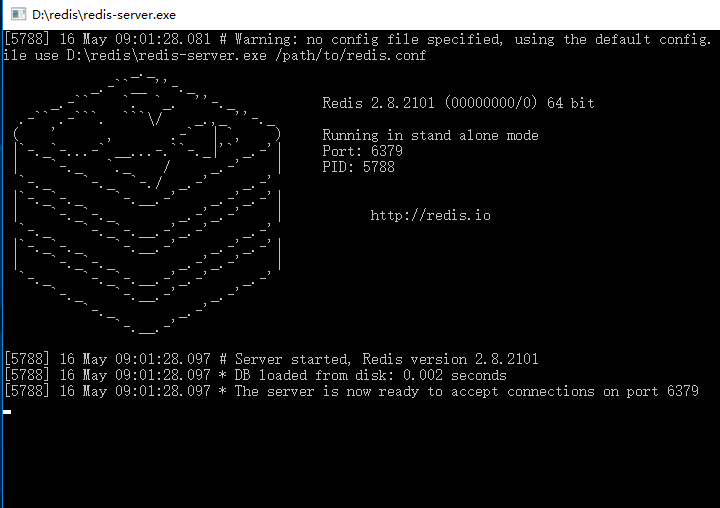 D:\redis\redis-server.exe
[5788] 16 May 09:01:28.081 # Warning: no config file specified, using the default config.
ile use D:\redis\redis-server.exe /path/to/redis.conf
Redis 2.8.2101 (00000000/0) 64 bit
Running in stand alone mode
Port: 6379
PID: 5788
http://redis.io
[5788] 16 May 09:01:28.097 # Server started, Redis version 2.8.2101
[5788] 16 May 09:01:28.097 * DB loaded from disk: 0.002 seconds
[5788] 16 May 09:01:28.097 * The server is now ready to accept connections on port 6379